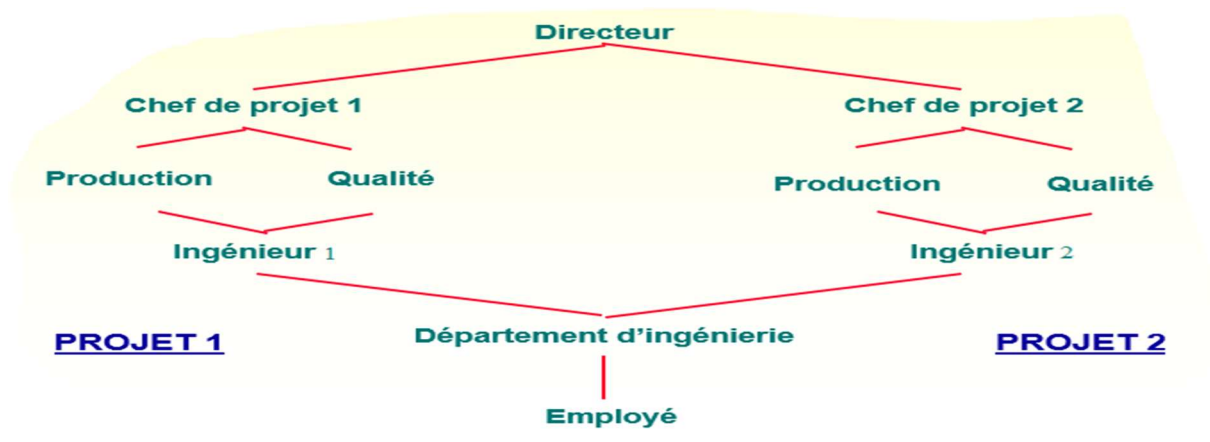 Directeur
Chef de projet 1
Chef de projet 2
Production
Qualité
Production
Qualité
Ingénieur 1
Ingénieur 2
PROJET 1
Département d'ingénierie
PROJET 2
Employé